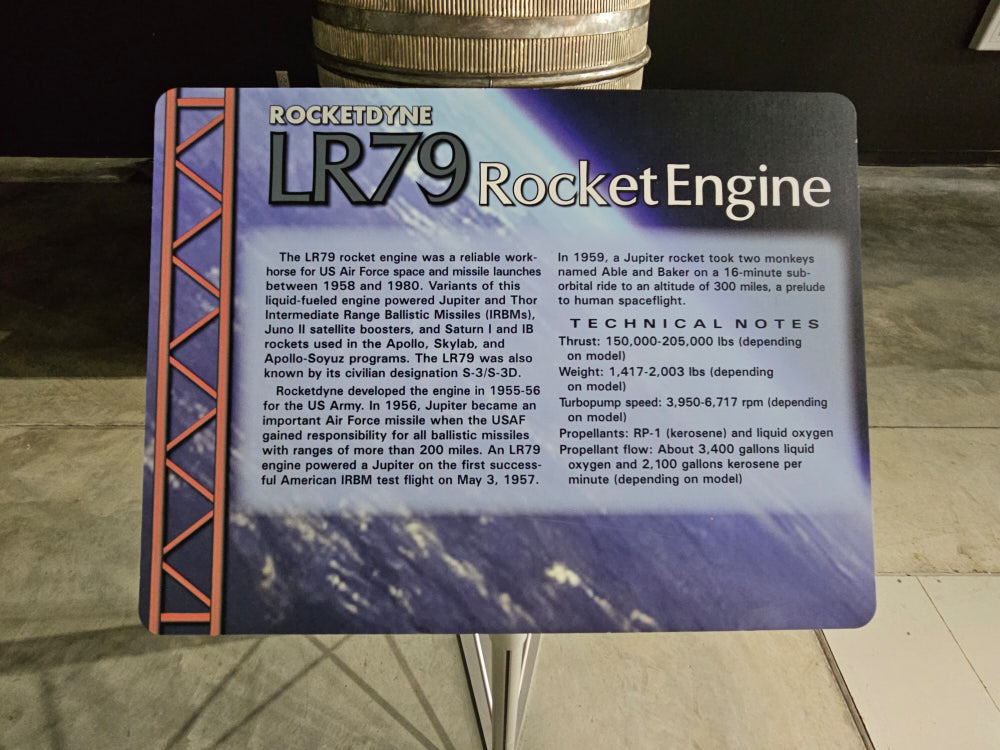 ROCKETDYNE
LR79 Rocket Engine
The LR79 rocket engine was a reliable work-
horse for US Air Force space and missile launches
between 1958 and 1980. Variants of this
liquid-fueled engine powered Jupiter and Thor
Intermediate Range Ballistic Missiles (IRBMs),
Juno II satellite boosters, and Saturn I and IB
rockets used in the Apollo, Skylab, and
Apollo-Soyuz programs. The LR79 was also
known by its civilian designation S-3/S-3D.
Rocketdyne developed the engine in 1955-56
for the US Army. In 1956, Jupiter became an
important Air Force missile when the USAF
gained responsibility for all ballistic missiles
with ranges of more than 200 miles. An LR79
engine powered a Jupiter on the first success-
ful American IRBM test flight on May 3, 1957.
In 1959, a Jupiter rocket took two monkeys
named Able and Baker on a 16-minute sub-
orbital ride to an altitude of 300 miles, a prelude
to human spaceflight.
TECHNICAL NOTES
Thrust: 150,000-205,000 lbs (depending
on model)
Weight: 1,417-2,003 lbs (depending
on model)
Turbopump speed: 3,950-6,717 rpm (depending
on model)
Propellants: RP-1 (kerosene) and liquid oxygen
Propellant flow: About 3,400 gallons liquid
oxygen and 2,100 gallons kerosene per
minute (depending on model)